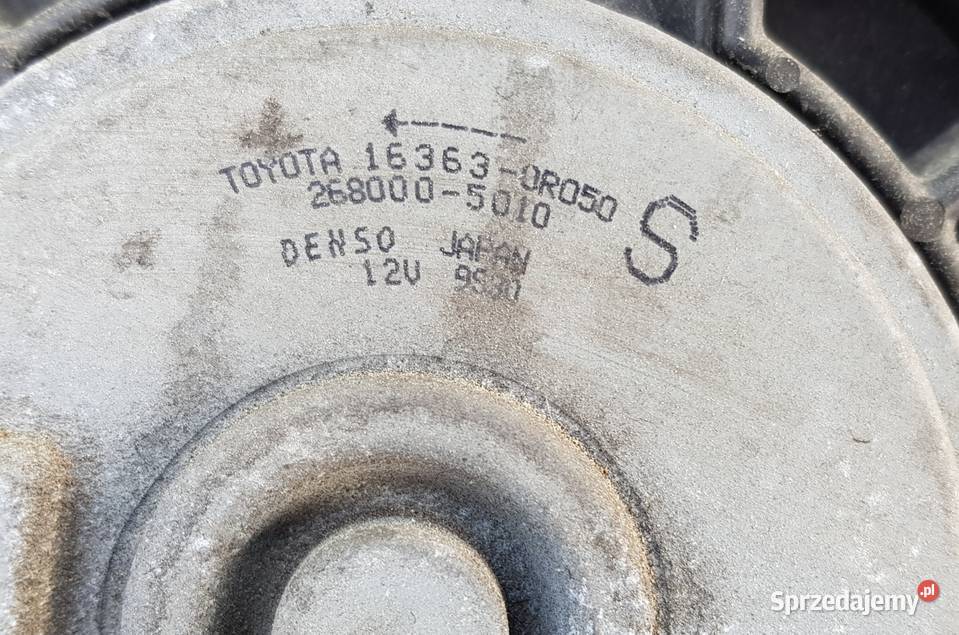 TOYOTA 16363-0R050
268000-5010
S
DENSO JAPAN
12V
Sprzedajemy.pl